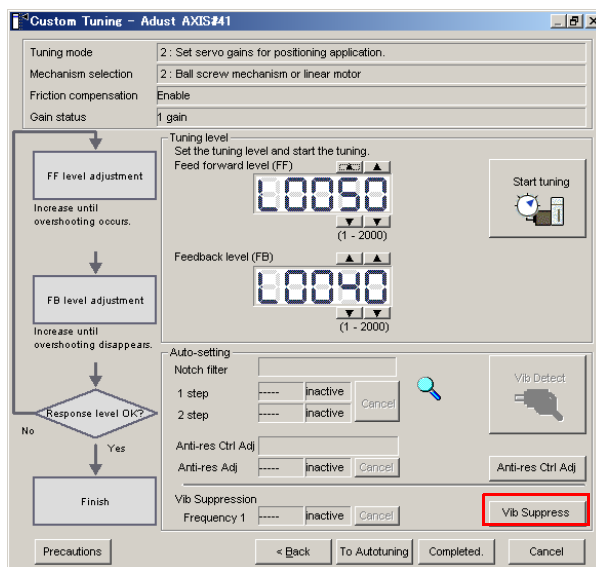 Custom Tuning - Adust AXIS#41
Tuning mode
2 : Set servo gains for positioning application.
Mechanism selection
2 : Ball screw mechanism or linear motor
Friction compensation
Enable
Gain status
1 gain
FF level adjustment
Increase until
overshooting occurs.
FB level adjustment
Increase until
overshooting disappears.
Response level OK?
No
Yes
Finish
Tuning level
Set the tuning level and start the tuning.
Feed forward level (FF)
L0050
(1 - 2000)
Feedback level (FB)
L0040
(1 - 2000)
Start tuning
Auto-setting
Notch filter
1 step
-----
inactive
2 step
-----
inactive
Cancel
Vib Detect
Anti-res Ctrl Adj
Anti-res Adj
-----
inactive
Cancel
Anti-res Ctrl Adj
Vib Suppression
Frequency 1
-----
inactive
Cancel
Vib Suppress
Precautions
< Back
To Autotuning
Completed.
Cancel